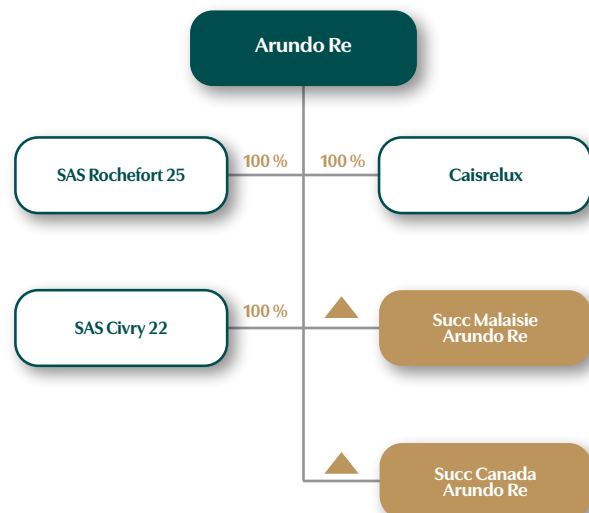 Arundo Re
SAS Rochefort 25
100 %
100 %
Caisrelux
SAS Civry 22
100 %
Succ Malaisie
Arundo Re
Succ Canada
Arundo Re